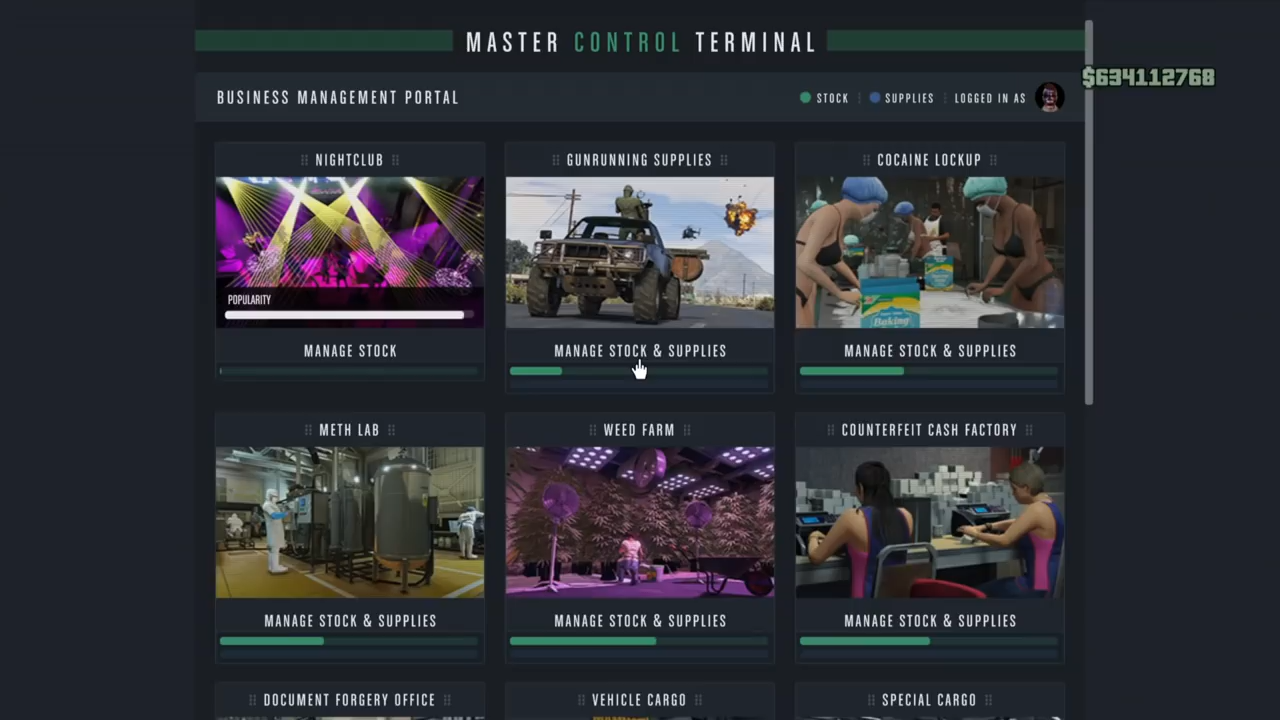 MASTER CONTROL TERMINAL
$634112768
BUSINESS MANAGEMENT PORTAL
STOCK
SUPPLIES
LOGGED IN AS
NIGHTCLUB
GUNRUNNING SUPPLIES
COCAINE LOCKUP
POPULARITY
Baking
MANAGE STOCK
MANAGE STOCK & SUPPLIES
MANAGE STOCK & SUPPLIES
METH LAB
WEED FARM
COUNTERFEIT CASH FACTORY
MANAGE STOCK & SUPPLIES
MANAGE STOCK & SUPPLIES
MANAGE STOCK & SUPPLIES
DOCUMENT FORGERY OFFICE
VEHICLE CARGO
SPECIAL CARGO